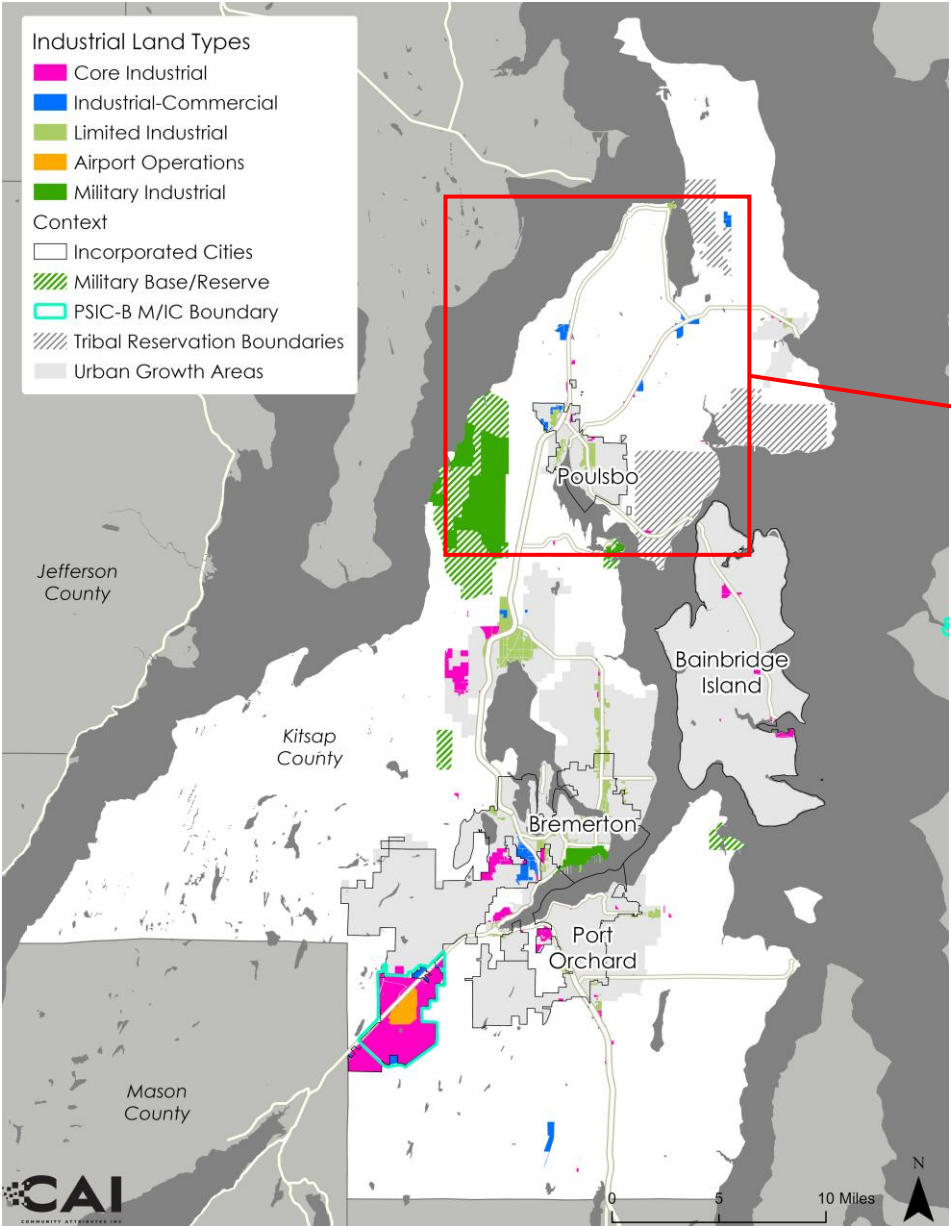 Industrial Land Types
Core Industrial
Industrial-Commercial
Limited Industrial
Airport Operations
Military Industrial
Context
Incorporated Cities
Military Base/Reserve
PSIC-B M/IC Boundary
Tribal Reservation Boundaries
Urban Growth Areas
Poulsbo
Jefferson
County
Bainbridge
Island
Kitsap
County
Bremerton
Port
Orchard
Mason
County
CAI
COMMUNITY ATTRIBUTES INC
N
0 5 10 Miles